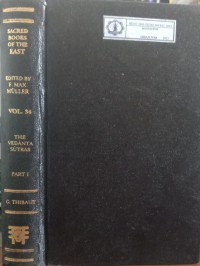 SACRED
BOOKS
OF THE
EAST
EDITED BY
F. MAX
MÜLLER
VOL. 34
THE
VEDANTA
SUTRAS
PART I
G. THIBAUT